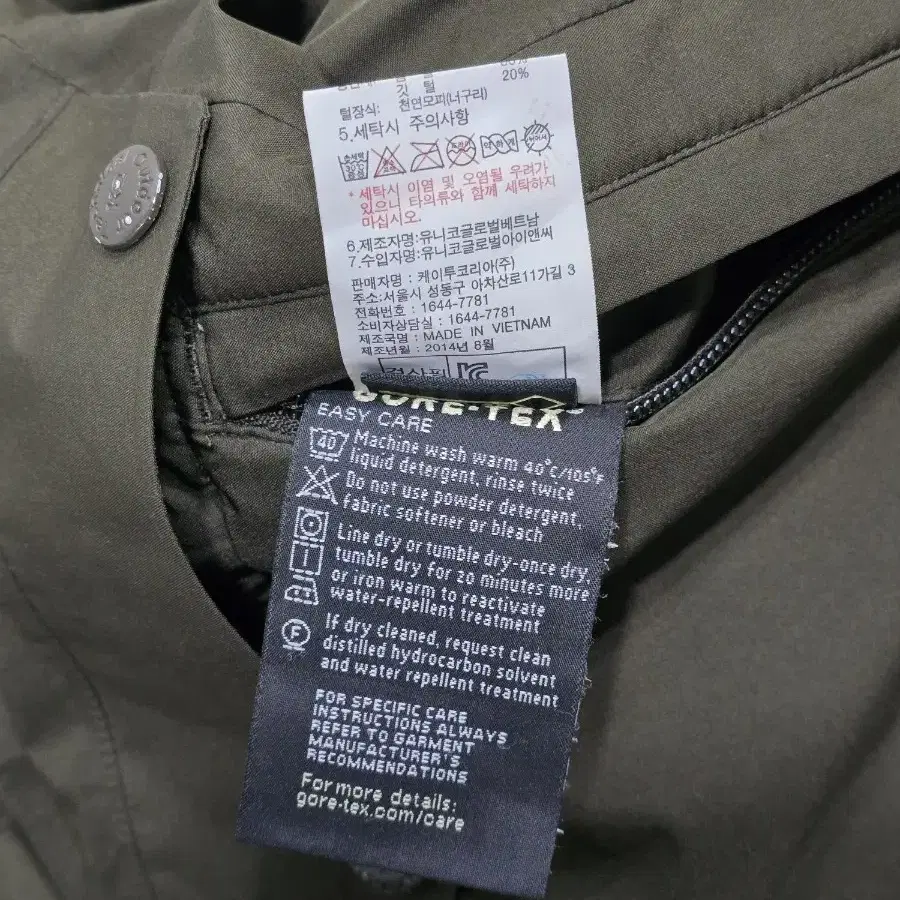 깃 털 20%
털장식: 천연모피(너구리)
5.세탁시 주의사항
* 세탁시 이염 및 오염될 우려가
있으니 타의류와 함께 세탁하지
마십시오.
6.제조자명:유니코글로벌베트남
7.수입자명:유니코글로벌아이앤씨
판매자명 : 케이투코리아(주)
주소:서울시 성동구 아차산로11가길 3
전화번호 : 1644-7781
소비자상담실 : 1644-7781
제조국명 : MADE IN VIETNAM
제조년월 : 2014년 8월
GORE-TEX
EASY CARE
40
Machine wash warm 40°C/105°F
liquid detergent, rinse twice
Do not use powder detergent,
fabric softener or bleach
Line dry or tumble dry-once dry,
tumble dry for 20 minutes more
or iron warm to reactivate
water-repellent treatment
F
If dry cleaned, request clean
distilled hydrocarbon solvent
and water repellent treatment
FOR SPECIFIC CARE
INSTRUCTIONS ALWAYS
REFER TO GARMENT
MANUFACTURER'S
RECOMMENDATIONS
For more details:
gore-tex.com/care